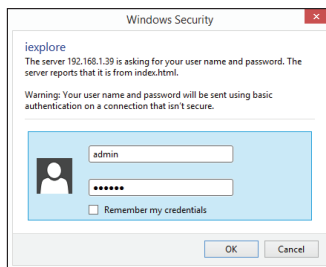 Windows Security
iexplore
The server 192.168.1.39 is asking for your user name and password. The
server reports that it is from index.html.
Warning: Your user name and password will be sent using basic
authentication on a connection that isn't secure.
admin
••••••
Remember my credentials
OK
Cancel